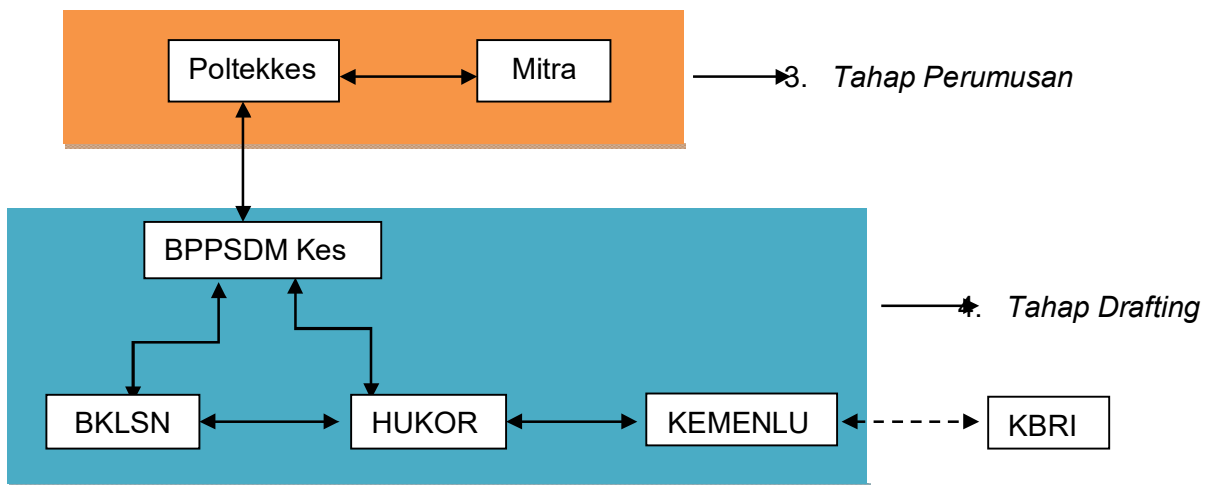 Poltekkes
Mitra
3. Tahap Perumusan
BPPSDM Kes
4. Tahap Drafting
BKLSN
HUKOR
KEMENLU
KBRI